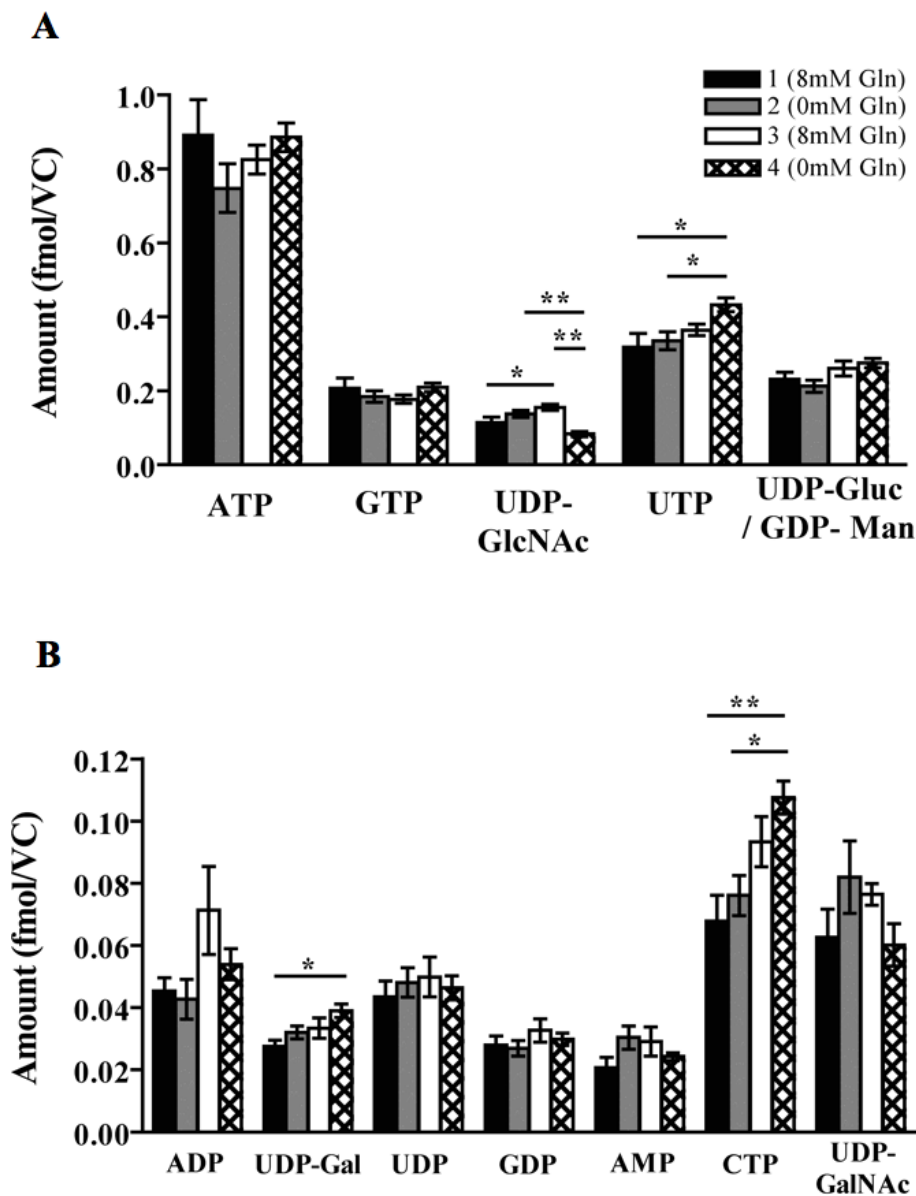 A
1 (8mM Gln)
2 (0mM Gln)
3 (8mM Gln)
4 (0mM Gln)
Amount (fmol/VC)
1.0
0.8
0.6
0.4
0.2
0.0
* 
*
**
**
*
ATP GTP UDP-GlcNAc UTP UDP-Gluc / GDP- Man
B
Amount (fmol/VC)
0.12
0.10
0.08
0.06
0.04
0.02
0.00
**
*
*
ADP UDP-Gal UDP GDP AMP CTP UDP-GalNAc